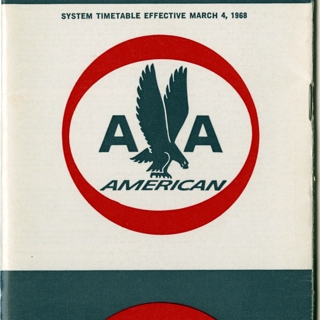 SYSTEM TIMETABLE EFFECTIVE MARCH 4, 1968
A A
AMERICAN